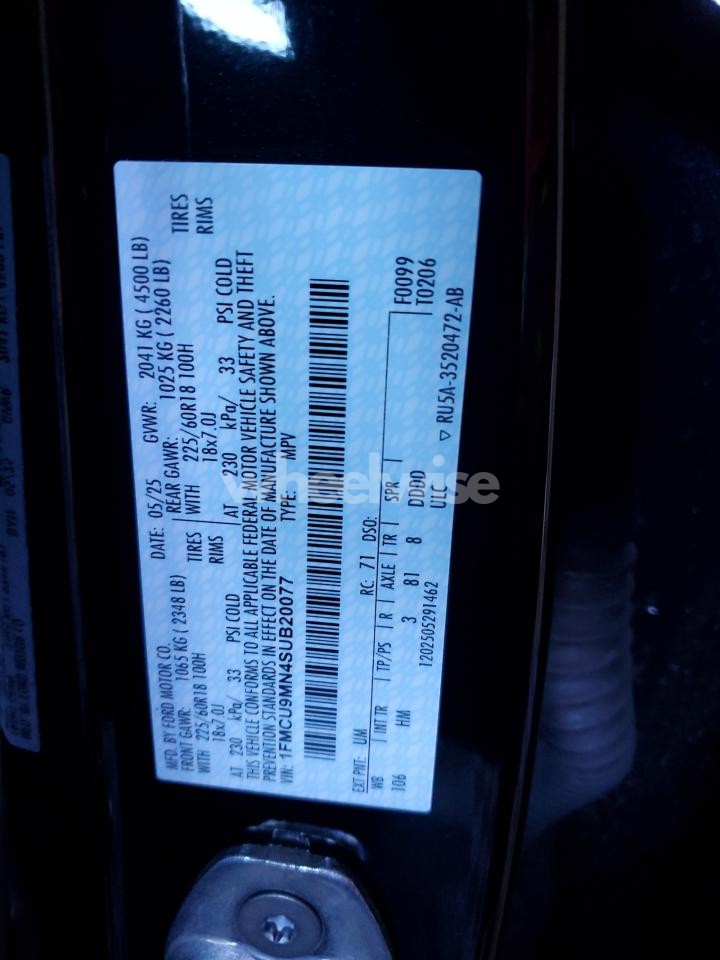 MFD. BY FORD MOTOR CO. DATE: 05/25 GVWR: 2041 KG ( 4500 LB)
FRONT GAWR: 1065 KG ( 2348 LB) REAR GAWR: 1025 KG ( 2260 LB)
WITH 225/60R18 100H TIRES WITH 225/60R18 100H TIRES
18x7.0J RIMS 18x7.0J RIMS
AT 230 kPa/ 33 PSI COLD AT 230 kPa/ 33 PSI COLD
THIS VEHICLE CONFORMS TO ALL APPLICABLE FEDERAL MOTOR VEHICLE SAFETY AND THEFT
PREVENTION STANDARDS IN EFFECT ON THE DATE OF MANUFACTURE SHOWN ABOVE.
VIN: 1FMCU9MN4SUB20077 TYPE: MPV
EXT PNT: UM RC: 71 DSO: F0099
WB INT TR TP/PS R AXLE TR SPR T0206
106 HM 3 81 8 DDDD
ULC
1202505291462 ▽ RU5A-3520472-AB
wheelwise